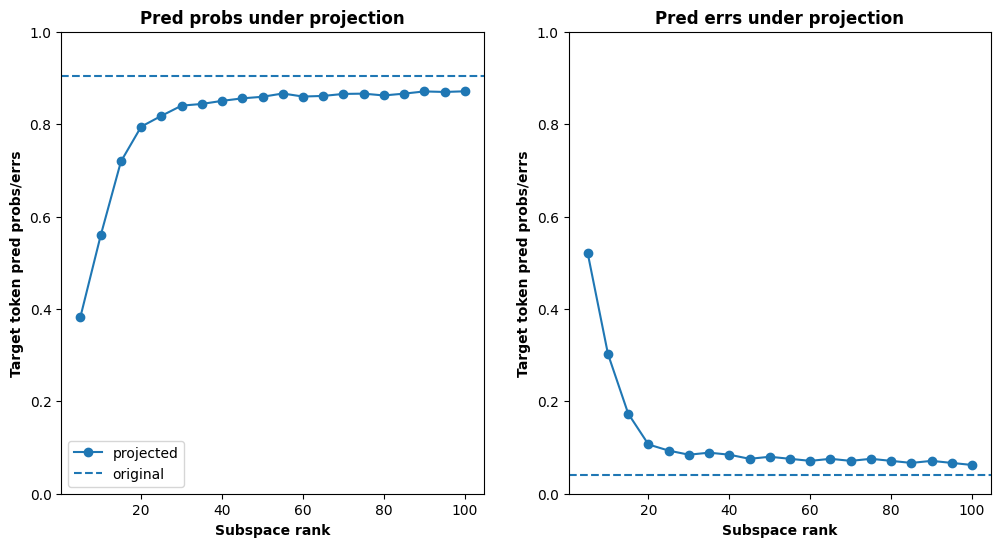 Pred probs under projection
Target token pred probs/errs
1.0
0.8
0.6
0.4
0.2
0.0
projected
original
20
40
60
80
100
Subspace rank
Pred errs under projection
Target token pred probs/errs
1.0
0.8
0.6
0.4
0.2
0.0
20
40
60
80
100
Subspace rank